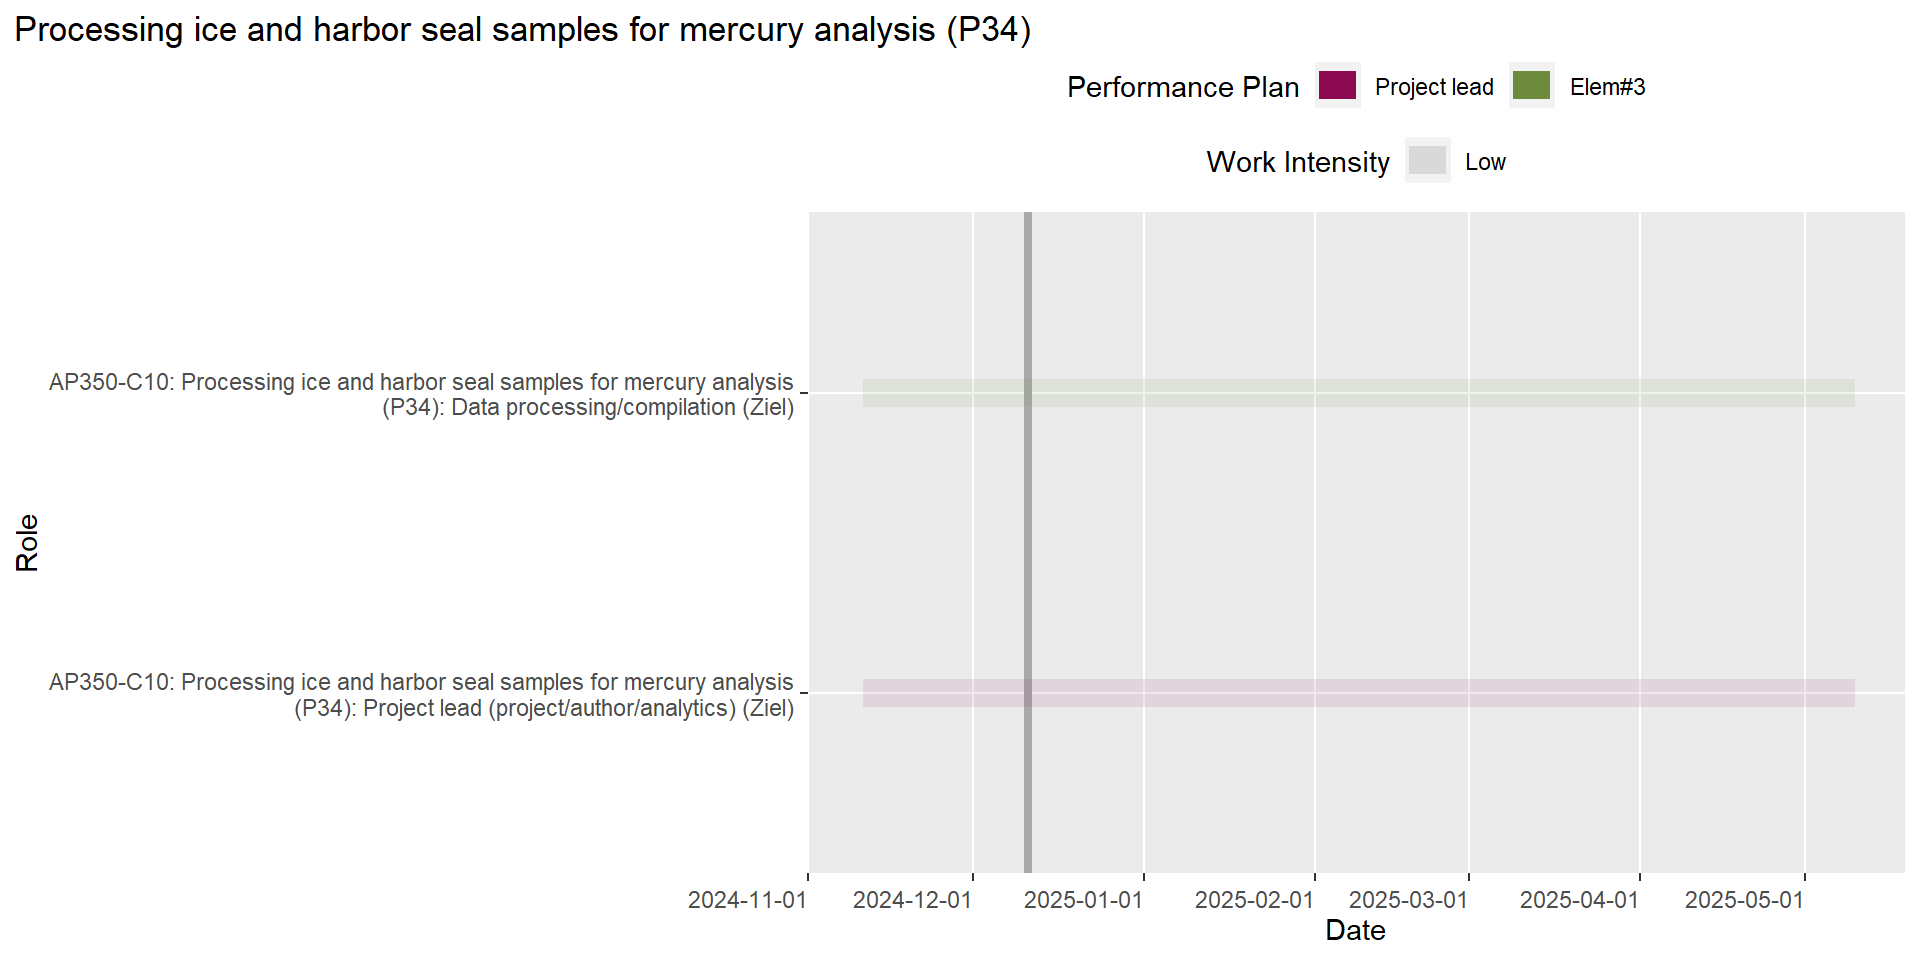 Processing ice and harbor seal samples for mercury analysis (P34)
Performance Plan Project lead Elem#3
Work Intensity Low
AP350-C10: Processing ice and harbor seal samples for mercury analysis
(P34): Data processing/compilation (Ziel)
Role
AP350-C10: Processing ice and harbor seal samples for mercury analysis
(P34): Project lead (project/author/analytics) (Ziel)
2024-11-01 2024-12-01 2025-01-01 2025-02-01 2025-03-01 2025-04-01 2025-05-01
Date